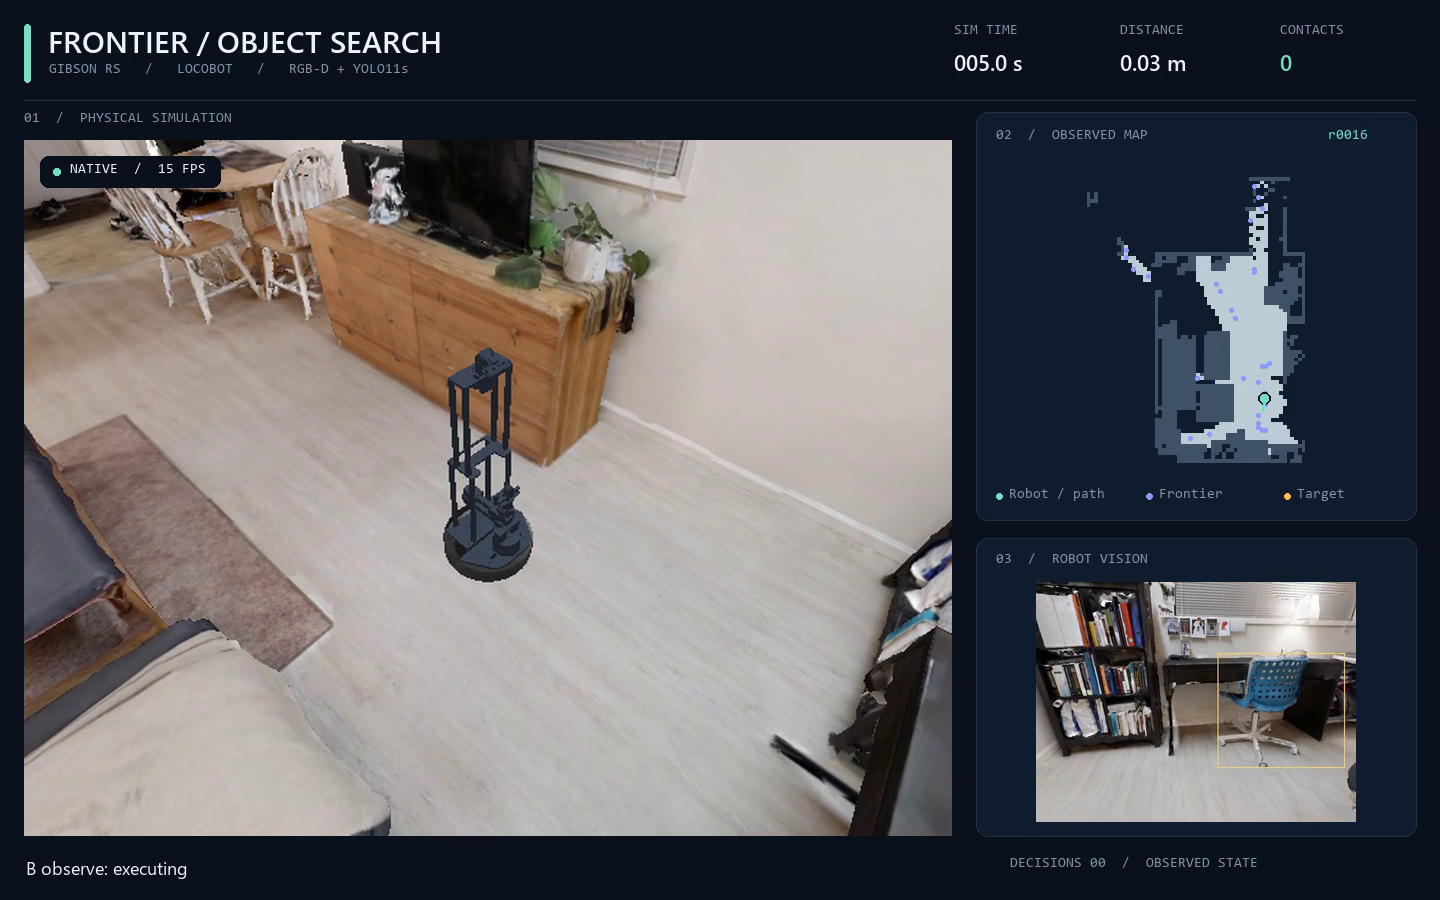 FRONTIER / OBJECT SEARCH
GIBSON RS / LOCOBOT / RGB-D + YOLO11s
SIM TIME
005.0 s
DISTANCE
0.03 m
CONTACTS
0
01 / PHYSICAL SIMULATION
NATIVE / 15 FPS
02 / OBSERVED MAP
r0016
Robot / path
Frontier
Target
03 / ROBOT VISION
B observe: executing
DECISIONS 00 / OBSERVED STATE